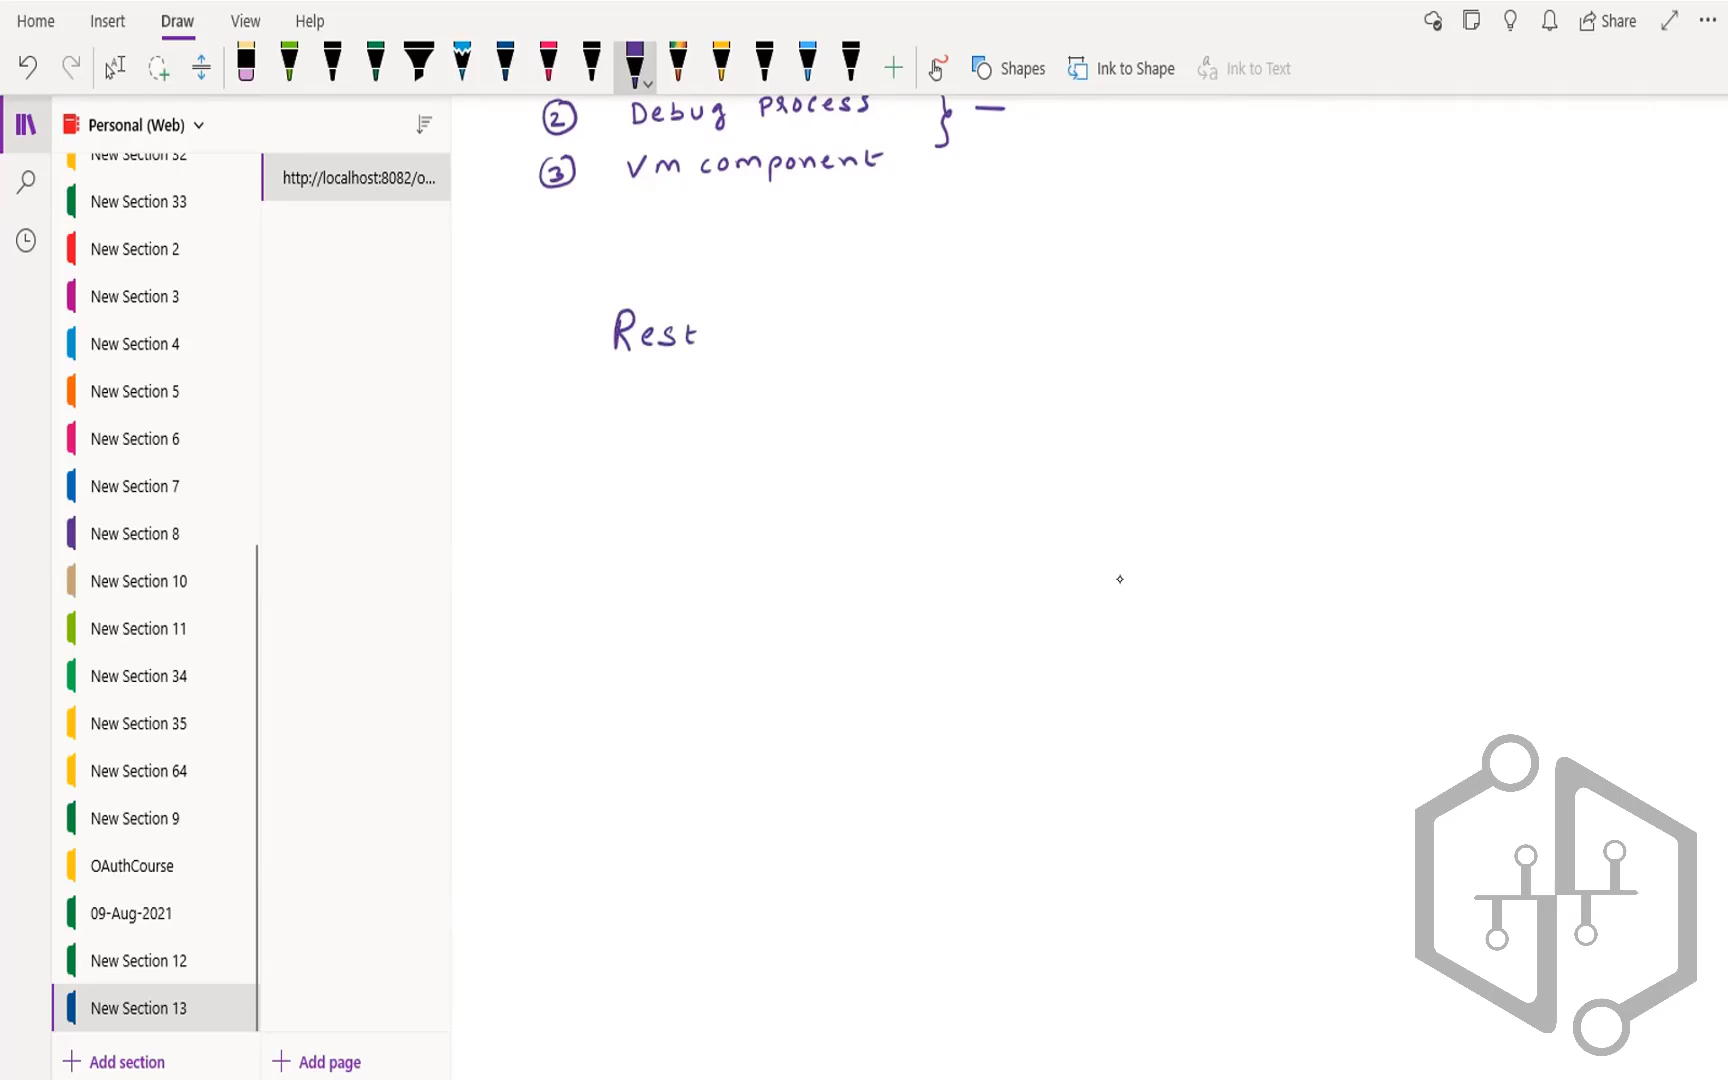 Home Insert Draw View Help Share
Shapes Ink to Shape Ink to Text
Personal (Web)
http://localhost:8082/o...
New Section 32
New Section 33
New Section 2
New Section 3
New Section 4
New Section 5
New Section 6
New Section 7
New Section 8
New Section 10
New Section 11
New Section 34
New Section 35
New Section 64
New Section 9
OAuthCourse
09-Aug-2021
New Section 12
New Section 13
Add section
Add page
2 Debug process } —
3 Vm component
Rest